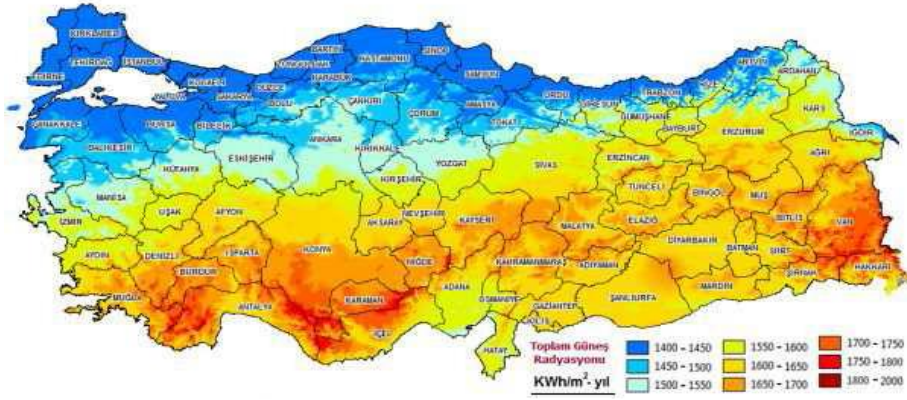 KIRKLARELİ
EDİRNE
TEKİRDAĞ
İSTANBUL
YALOVA
KOCAELİ
SAKARYA
DÜZCE
BOLU
ZONGULDAK
BARTIN
KARABÜK
KASTAMONU
SİNOP
SAMSUN
ORDU
GİRESUN
TRABZON
RİZE
ARTVİN
ARDAHAN
KARS
IĞDIR
ÇANAKKALE
BALIKESİR
BURSA
BİLECİK
ESKİŞEHİR
KÜTAHYA
ANKARA
ÇANKIRI
KIRIKKALE
ÇORUM
AMASYA
TOKAT
YOZGAT
SİVAS
GÜMÜŞHANE
BAYBURT
ERZURUM
ERZİNCAN
AĞRI
MANİSA
İZMİR
UŞAK
AFYON
KIRŞEHİR
NEVŞEHİR
AKSARAY
KAYSERİ
MALATYA
TUNCELİ
ELAZIĞ
BİNGÖL
MUŞ
BİTLİS
VAN
AYDIN
DENİZLİ
BURDUR
ISPARTA
KONYA
NİĞDE
KAHRAMANMARAŞ
ADIYAMAN
DİYARBAKIR
BATMAN
SİİRT
ŞIRNAK
HAKKARİ
MUĞLA
ANTALYA
KARAMAN
İÇEL
ADANA
OSMANİYE
GAZİANTEP
KİLİS
ŞANLIURFA
MARDİN
HATAY
Toplam Güneş
Radyasyonu
KWh/m²- yıl
1400 – 1450
1450 – 1500
1500 – 1550
1550 – 1600
1600 – 1650
1650 – 1700
1700 – 1750
1750 – 1800
1800 – 2000